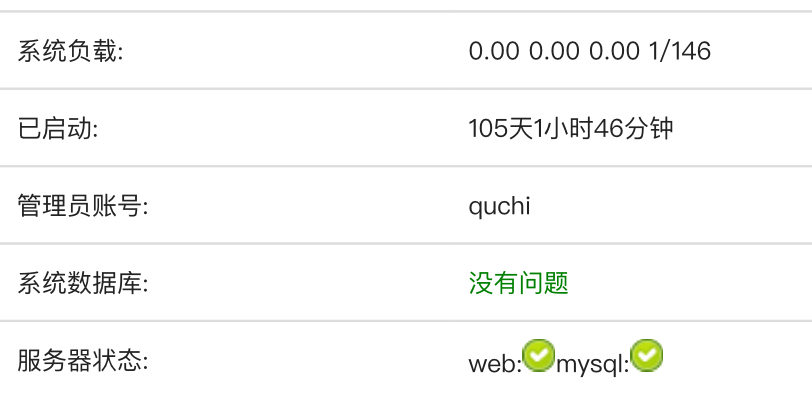 系统负载: 0.00 0.00 0.00 1/146
已启动: 105天1小时46分钟
管理员账号: quchi
系统数据库: 没有问题
服务器状态: web: mysql: